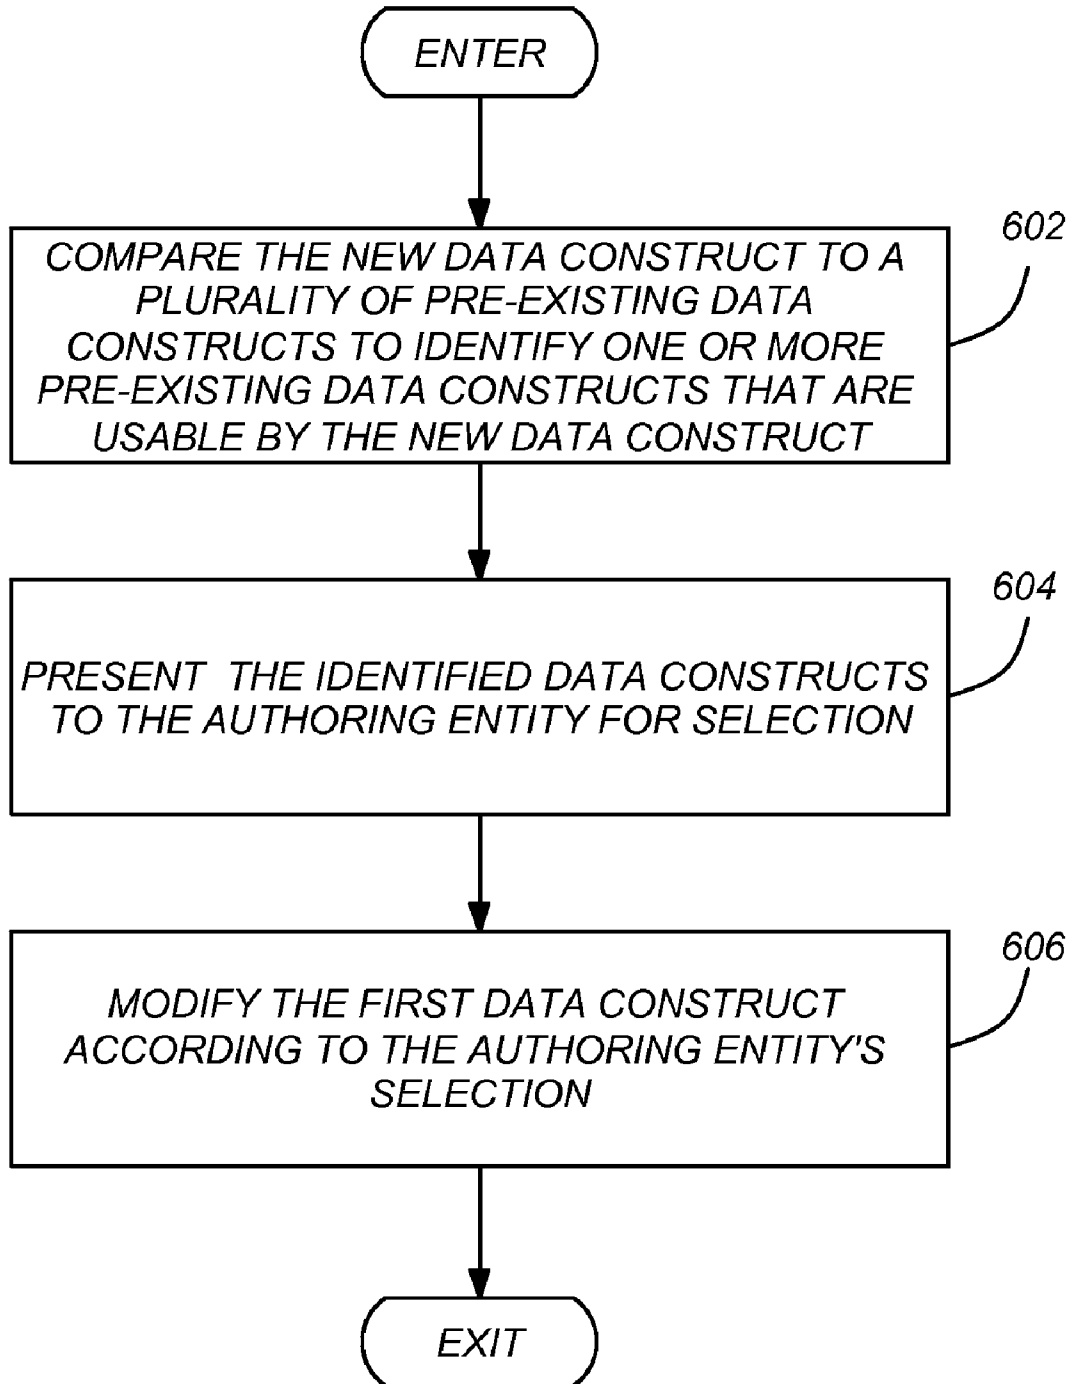 ENTER
602
COMPARE THE NEW DATA CONSTRUCT TO A
PLURALITY OF PRE-EXISTING DATA
CONSTRUCTS TO IDENTIFY ONE OR MORE
PRE-EXISTING DATA CONSTRUCTS THAT ARE
USABLE BY THE NEW DATA CONSTRUCT
604
PRESENT THE IDENTIFIED DATA CONSTRUCTS
TO THE AUTHORING ENTITY FOR SELECTION
606
MODIFY THE FIRST DATA CONSTRUCT
ACCORDING TO THE AUTHORING ENTITY'S
SELECTION
EXIT